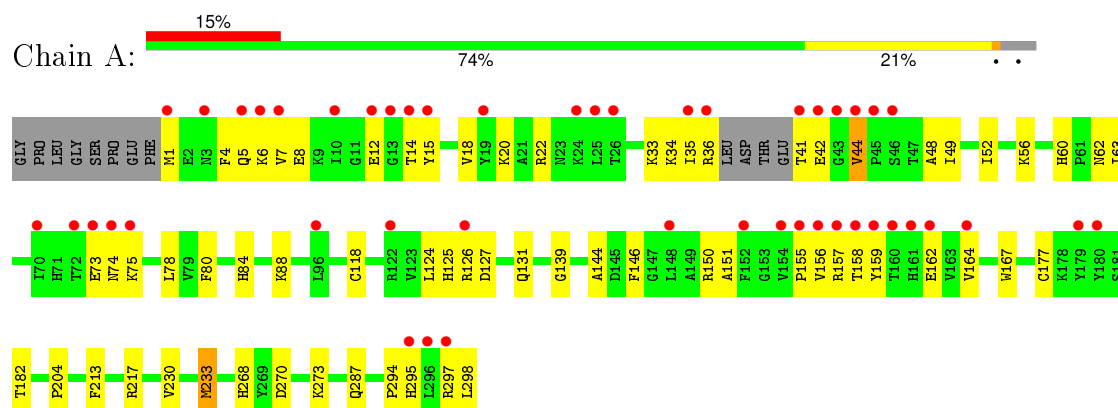 15%
Chain A:
74% 21% • •
GLY PRO LEU GLY SER PRO GLU PHE M1 E2 N3 F4 Q5 K6 V7 E8 K9 I10 G11 E12 G13 T14 Y15 V18 Y19 K20 A21 R22 N23 K24 L25 T26 K33 K34 I35 R36 LEU ASP THR GLU T41 E42 G43 V44 P45 S46 T47 A48 I49 I52 K56 H60 P61 N62 I63
I70 H71 T72 E73 N74 K75 L78 V79 F80 H84 K88 L96 C118 R122 V123 L124 H125 R126 D127 Q131 G139 A144 D145 F146 G147 L148 A149 R150 A151 F152 G153 V154 P155 V156 R157 T158 Y159 T160 H161 E162 V163 V164 W167 C177 K178 Y179 Y180 S181
T182 P204 F213 R217 V230 M233 H268 Y269 D270 K273 Q287 P294 H295 L296 R297 L298